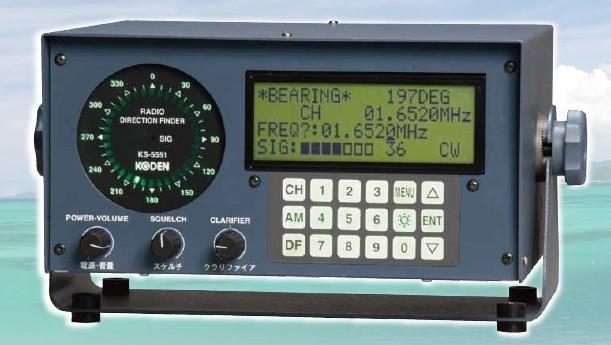 *BEARING* 197DEG
CH 01.6520MHz
FREQ?:01.6520MHz
SIG: 36 CW
0
30
60
90
120
150
180
210
240
270
300
330
RADIO
DIRECTION FINDER
SIG
KS-5551
KODEN
CH 1 2 3 MENU △
AM 4 5 6 ENT
DF 7 8 9 0 ▽
POWER-VOLUME SQUELCH CLARIFIER
電源-音量 スケルチ クラリファイア